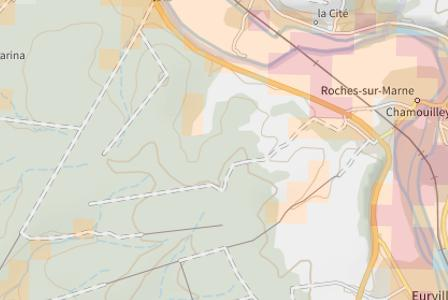 la Cité
arina
Roches-sur-Marne
Chamouilley
Eurvill